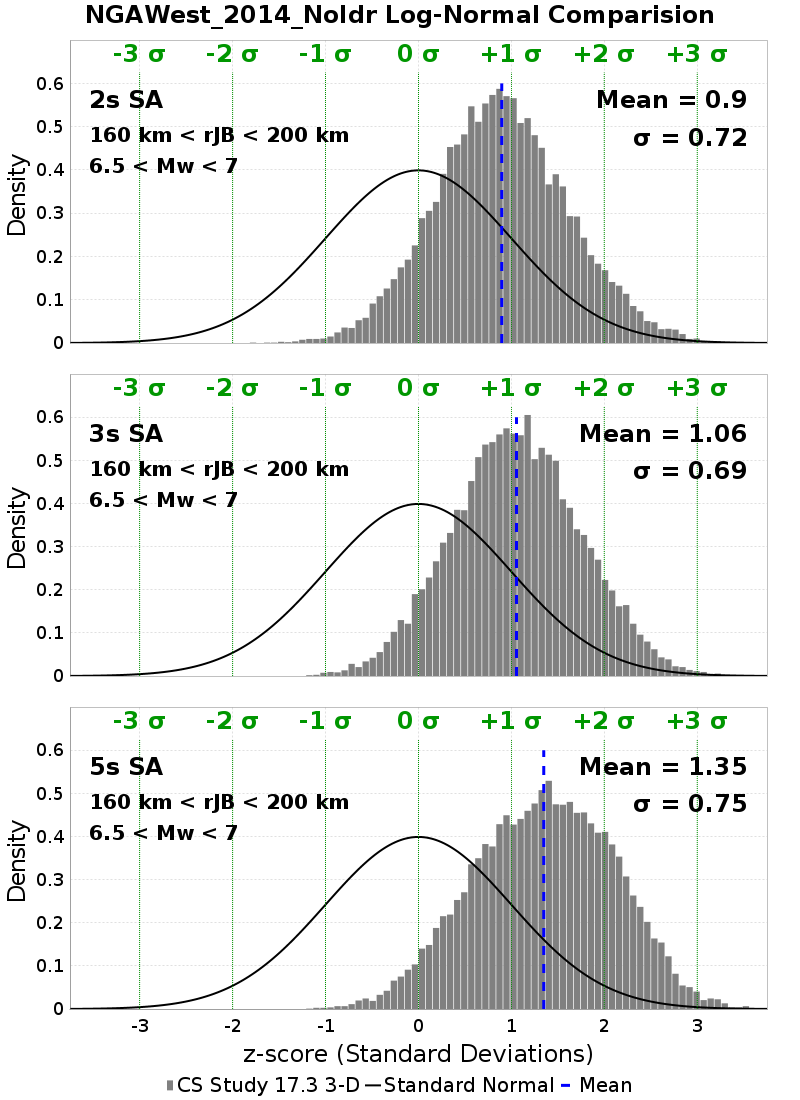 NGAWest_2014_NoIdr Log-Normal Comparision
-3 σ -2 σ -1 σ 0 σ +1 σ +2 σ +3 σ
2s SA
Mean = 0.9
160 km < rJB < 200 km
σ = 0.72
6.5 < Mw < 7
Density
0.6
0.5
0.4
0.3
0.2
0.1
0
-3 σ -2 σ -1 σ 0 σ +1 σ +2 σ +3 σ
3s SA
Mean = 1.06
160 km < rJB < 200 km
σ = 0.69
6.5 < Mw < 7
Density
0.6
0.5
0.4
0.3
0.2
0.1
0
-3 σ -2 σ -1 σ 0 σ +1 σ +2 σ +3 σ
5s SA
Mean = 1.35
160 km < rJB < 200 km
σ = 0.75
6.5 < Mw < 7
Density
0.6
0.5
0.4
0.3
0.2
0.1
0
-3 -2 -1 0 1 2 3
z-score (Standard Deviations)
CS Study 17.3 3-D Standard Normal Mean